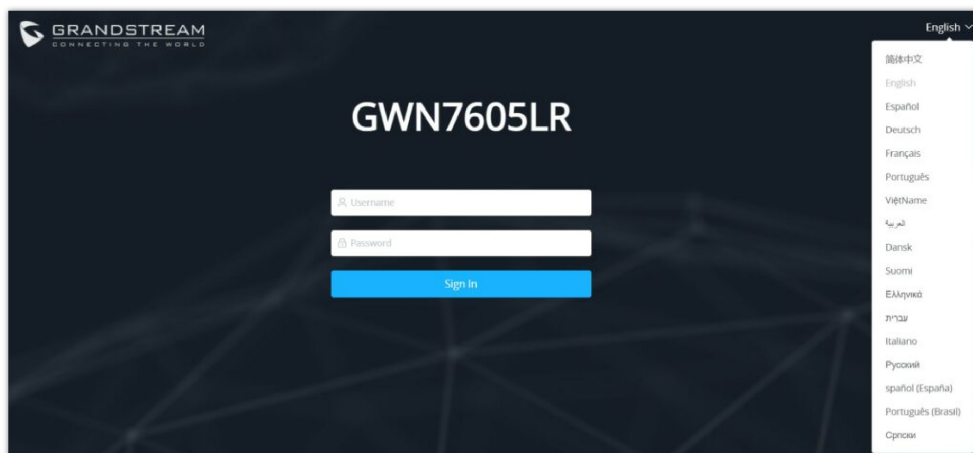 GRANDSTREAM
CONNECTING THE WORLD
English
GWN7605LR
Username
Password
Sign In
简体中文
English
Español
Deutsch
Français
Português
ViệtName
العربية
Dansk
Suomi
Ελληνικά
עברית
Italiano
Русский
spañol (España)
Português (Brasil)
Српски